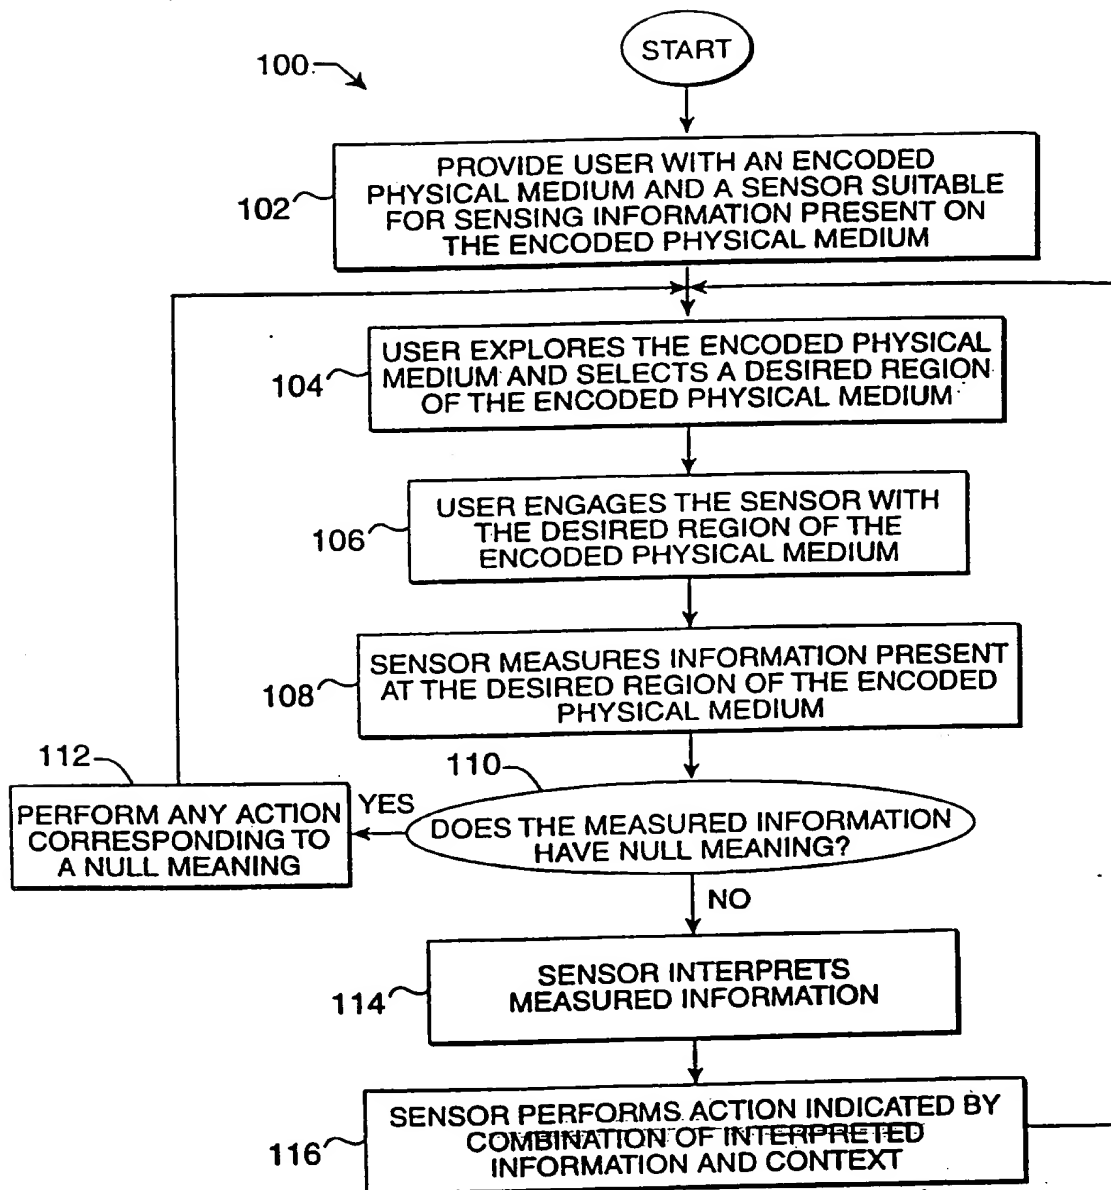 START
100
PROVIDE USER WITH AN ENCODED
PHYSICAL MEDIUM AND A SENSOR SUITABLE
FOR SENSING INFORMATION PRESENT ON
THE ENCODED PHYSICAL MEDIUM
102
USER EXPLORES THE ENCODED PHYSICAL
MEDIUM AND SELECTS A DESIRED REGION
OF THE ENCODED PHYSICAL MEDIUM
104
USER ENGAGES THE SENSOR WITH
THE DESIRED REGION OF THE
ENCODED PHYSICAL MEDIUM
106
SENSOR MEASURES INFORMATION PRESENT
AT THE DESIRED REGION OF THE ENCODED
PHYSICAL MEDIUM
108
110
DOES THE MEASURED INFORMATION
HAVE NULL MEANING?
YES
112
PERFORM ANY ACTION
CORRESPONDING TO
A NULL MEANING
NO
SENSOR INTERPRETS
MEASURED INFORMATION
114
SENSOR PERFORMS ACTION INDICATED BY
COMBINATION OF INTERPRETED
INFORMATION AND CONTEXT
116